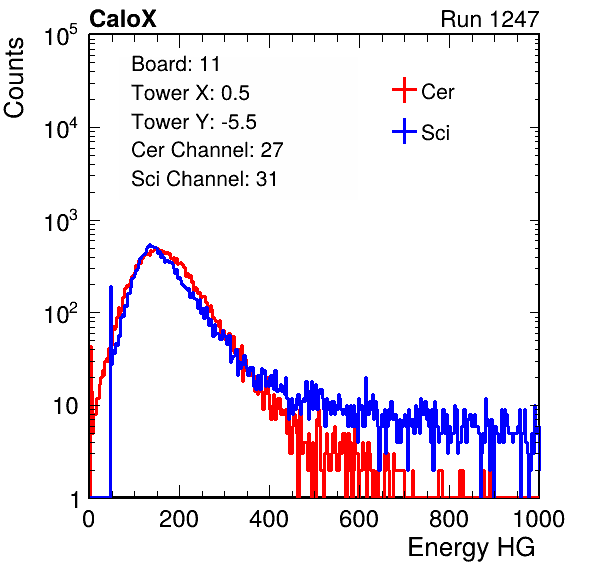 CaloX Run 1247
Counts
Board: 11
Tower X: 0.5
Tower Y: -5.5
Cer Channel: 27
Sci Channel: 31
Cer
Sci
10^5
10^4
10^3
10^2
10
1
0 200 400 600 800 1000
Energy HG